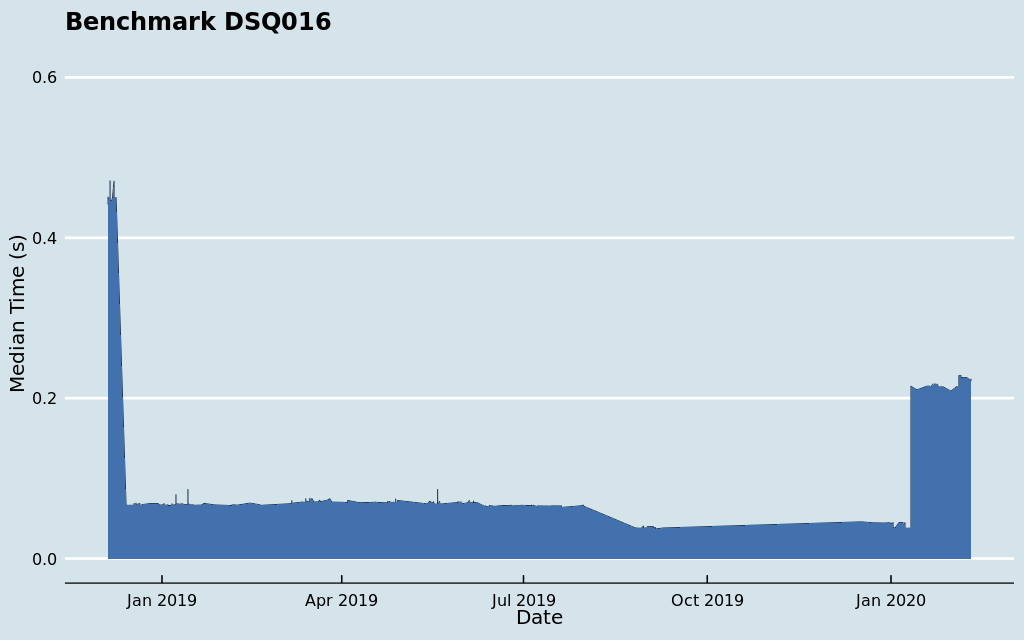 Benchmark DSQ016
Median Time (s)
0.6
0.4
0.2
0.0
Jan 2019
Apr 2019
Jul 2019
Oct 2019
Jan 2020
Date